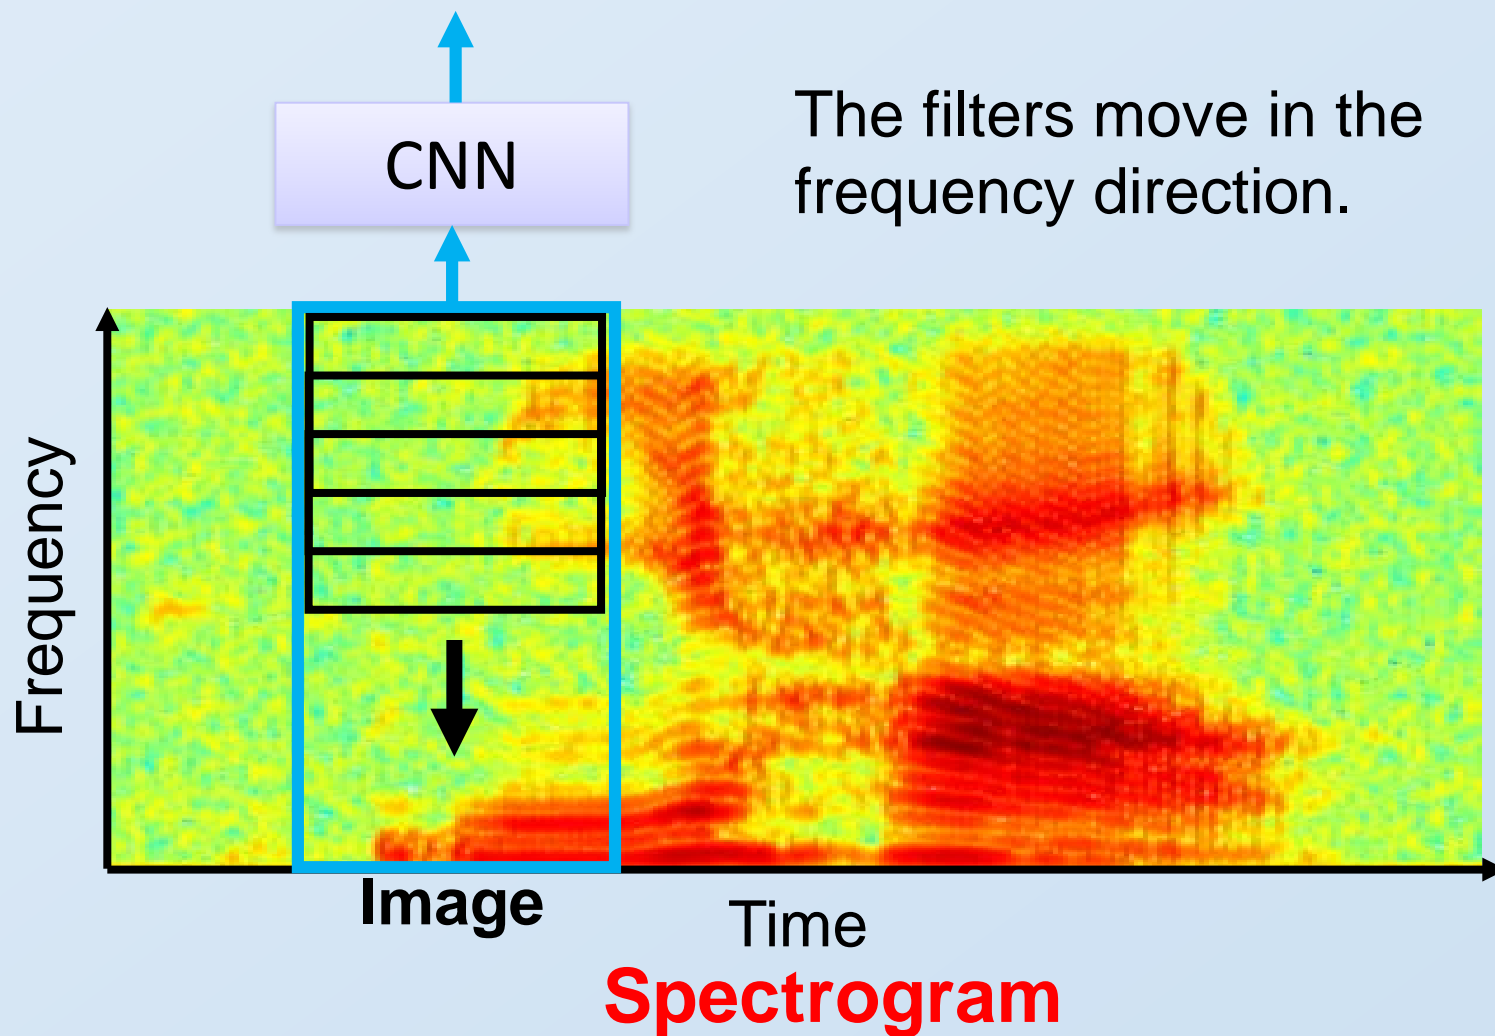 CNN
The filters move in the
frequency direction.
Frequency
Image
Time
Spectrogram